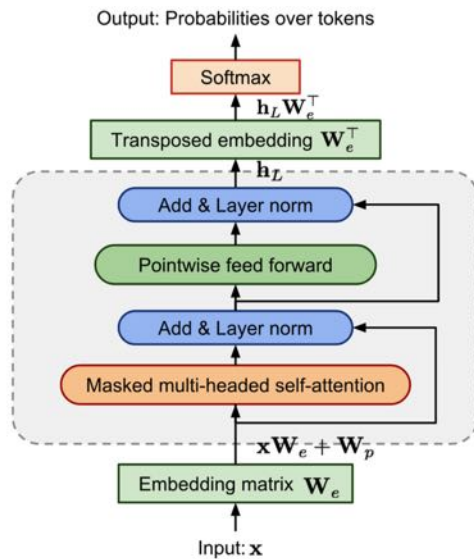 Output: Probabilities over tokens
Softmax
h_L W_e^⊤
Transposed embedding W_e^⊤
h_L
Add & Layer norm
Pointwise feed forward
Add & Layer norm
Masked multi-headed self-attention
xW_e + W_p
Embedding matrix W_e
Input: x